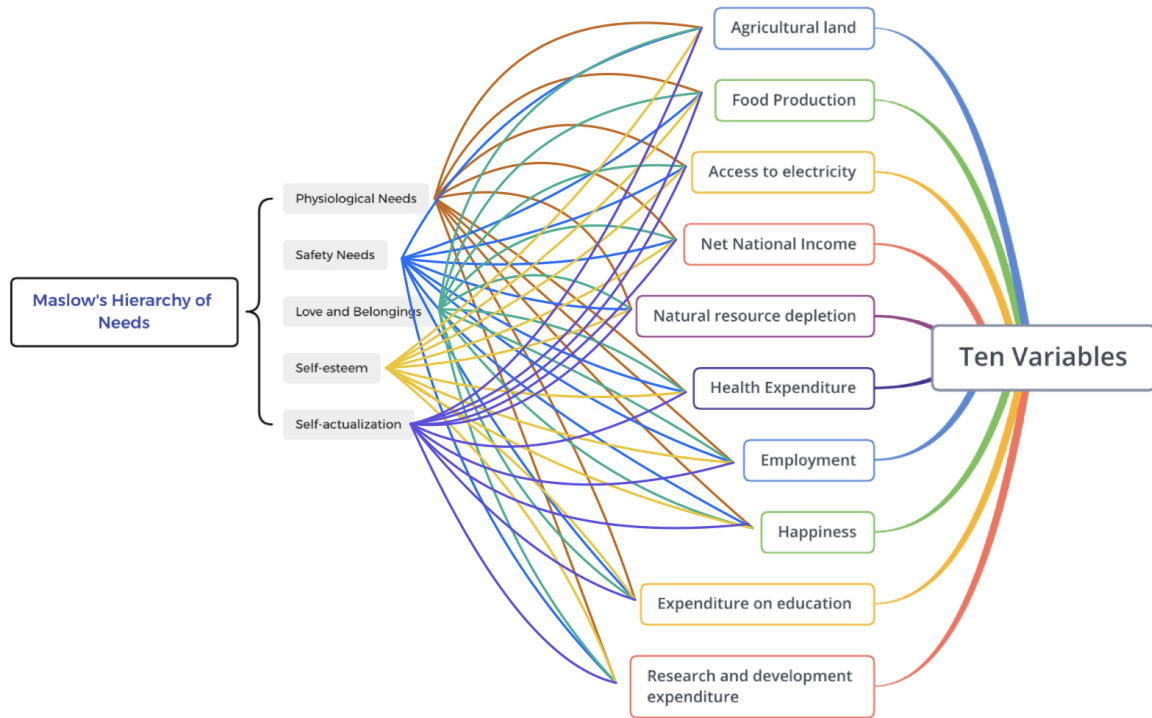 Maslow's Hierarchy of
Needs
Physiological Needs
Safety Needs
Love and Belongings
Self-esteem
Self-actualization
Agricultural land
Food Production
Access to electricity
Net National Income
Natural resource depletion
Health Expenditure
Employment
Happiness
Expenditure on education
Research and development
expenditure
Ten Variables